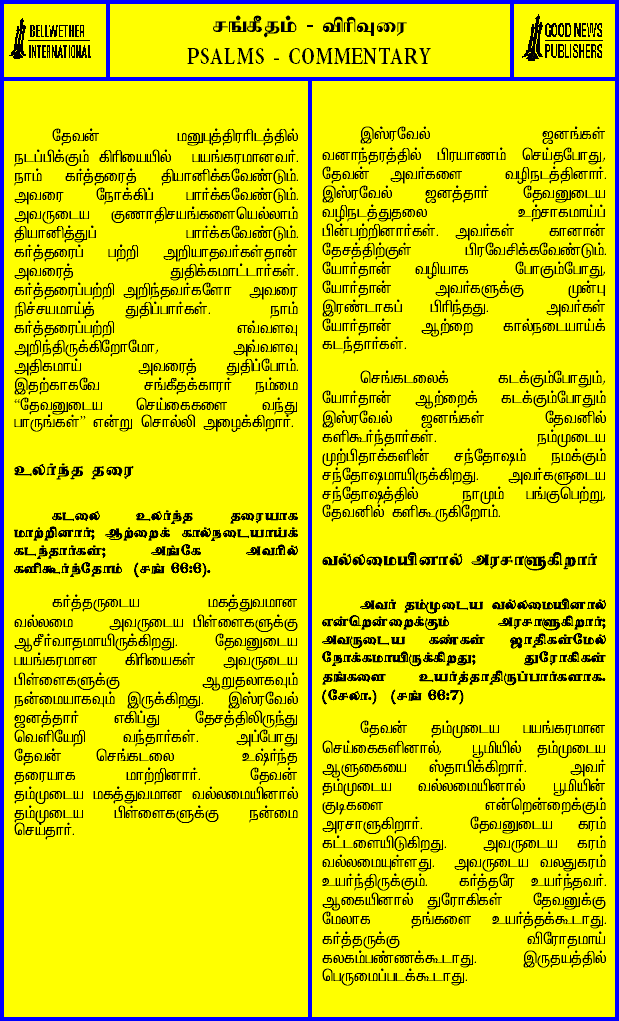 BELLWETHER
INTERNATIONAL
சங்கீதம் - விரிவுரை
PSALMS - COMMENTARY
GOOD NEWS
PUBLISHERS
தேவன் மனுபுத்திரரிடத்தில்
நடப்பிக்கும் கிரியையில் பயங்கரமானவர்.
நாம் கர்த்தரைத் தியானிக்கவேண்டும்.
அவரை நோக்கிப் பார்க்கவேண்டும்.
அவருடைய குணாதிசயங்களையெல்லாம்
தியானித்துப் பார்க்கவேண்டும்.
கர்த்தரைப் பற்றி அறியாதவர்கள்தான்
அவரைத் துதிக்கமாட்டார்கள்.
கர்த்தரைப்பற்றி அறிந்தவர்களோ அவரை
நிச்சயமாய்த் துதிப்பார்கள். நாம்
கர்த்தரைப்பற்றி எவ்வளவு
அறிந்திருக்கிறோமோ, அவ்வளவு
அதிகமாய் அவரைத் துதிப்போம்.
இதற்காகவே சங்கீதக்காரர் நம்மை
“தேவனுடைய செய்கைகளை வந்து
பாருங்கள்” என்று சொல்லி அழைக்கிறார்.
உலர்ந்த தரை
கடலை உலர்ந்த தரையாக
மாற்றினார்; ஆற்றைக் கால்நடையாய்க்
கடந்தார்கள்; அங்கே அவரில்
களிகூர்ந்தோம் (சங் 66:6).
கர்த்தருடைய மகத்துவமான
வல்லமை அவருடைய பிள்ளைகளுக்கு
ஆசீர்வாதமாயிருக்கிறது. தேவனுடைய
பயங்கரமான கிரியைகள் அவருடைய
பிள்ளைகளுக்கு ஆறுதலாகவும்
நன்மையாகவும் இருக்கிறது. இஸ்ரவேல்
ஜனத்தார் எகிப்து தேசத்திலிருந்து
வெளியேறி வந்தார்கள். அப்போது
தேவன் செங்கடலை உஷ்ர்ந்த
தரையாக மாற்றினார். தேவன்
தம்முடைய மகத்துவமான வல்லமையினால்
தம்முடைய பிள்ளைகளுக்கு நன்மை
செய்தார்.
இஸ்ரவேல் ஜனங்கள்
வனாந்தரத்தில் பிரயாணம் செய்தபோது,
தேவன் அவர்களை வழிநடத்தினார்.
இஸ்ரவேல் ஜனத்தார் தேவனுடைய
வழிநடத்துதலை உற்சாகமாய்ப்
பின்பற்றினார்கள். அவர்கள் கானான்
தேசத்திற்குள் பிரவேசிக்கவேண்டும்.
யோர்தான் வழியாக போகும்போது,
யோர்தான் அவர்களுக்கு முன்பு
இரண்டாகப் பிரிந்தது. அவர்கள்
யோர்தான் ஆற்றை கால்நடையாய்க்
கடந்தார்கள்.
செங்கடலைக் கடக்கும்போதும்,
யோர்தான் ஆற்றைக் கடக்கும்போதும்
இஸ்ரவேல் ஜனங்கள் தேவனில்
களிகூர்ந்தார்கள். நம்முடைய
முற்பிதாக்களின் சந்தோஷம் நமக்கும்
சந்தோஷமாயிருக்கிறது. அவர்களுடைய
சந்தோஷத்தில் நாமும் பங்குபெற்று,
தேவனில் களிகூருகிறோம்.
வல்லமையினால் அரசாளுகிறார்
அவர் தம்முடைய வல்லமையினால்
என்றென்றைக்கும் அரசாளுகிறார்;
அவருடைய கண்கள் ஜாதிகள்மேல்
நோக்கமாயிருக்கிறது; துரோகிகள்
தங்களை உயர்த்தாதிருப்பார்களாக.
(சேலா.) (சங் 66:7)
தேவன் தம்முடைய பயங்கரமான
செய்கைகளினால், பூமியில் தம்முடைய
ஆளுகையை ஸ்தாபிக்கிறார். அவர்
தம்முடைய வல்லமையினால் பூமியின்
குடிகளை என்றென்றைக்கும்
அரசாளுகிறார். தேவனுடைய கரம்
கட்டளையிடுகிறது. அவருடைய கரம்
வல்லமையுள்ளது. அவருடைய வலதுகரம்
உயர்ந்திருக்கும். கர்த்தரே உயர்ந்தவர்.
ஆகையினால் துரோகிகள் தேவனுக்கு
மேலாக தங்களை உயர்த்தக்கூடாது.
கர்த்தருக்கு விரோதமாய்
கலகம்பண்ணக்கூடாது. இருதயத்தில்
பெருமைப்படக்கூடாது.